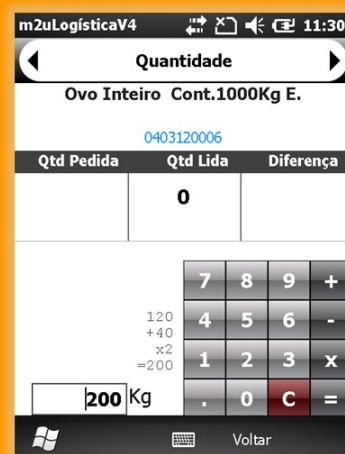 m2uLogísticaV4 11:30
Quantidade
Ovo Inteiro Cont.1000Kg E.
0403120006
Qtd Pedida Qtd Lida Diferença
0
7 8 9 +
120
+40
4 5 6 -
x2
=200
1 2 3 x
200 Kg . 0 C =
Voltar